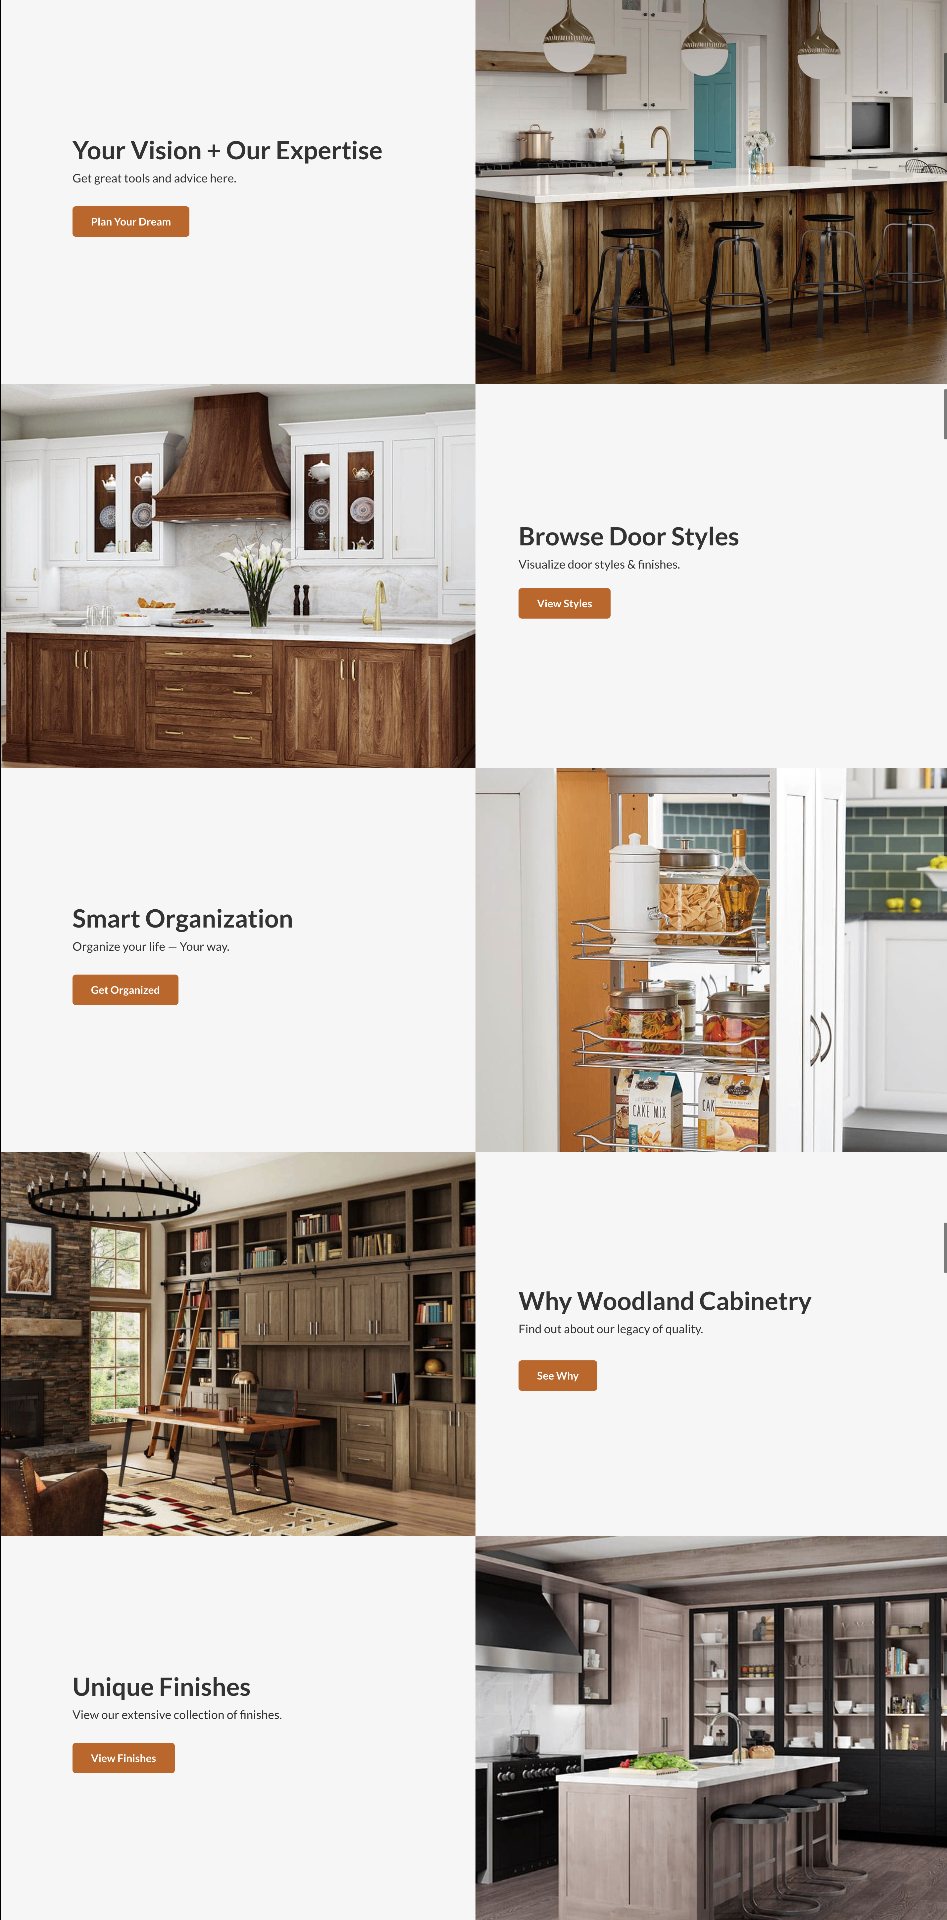 Your Vision + Our Expertise
Get great tools and advice here.
Plan Your Dream
Browse Door Styles
Visualize door styles & finishes.
View Styles
Smart Organization
Organize your life — Your way.
Get Organized
CAKE MIX
CAK
Why Woodland Cabinetry
Find out about our legacy of quality.
See Why
Unique Finishes
View our extensive collection of finishes.
View Finishes